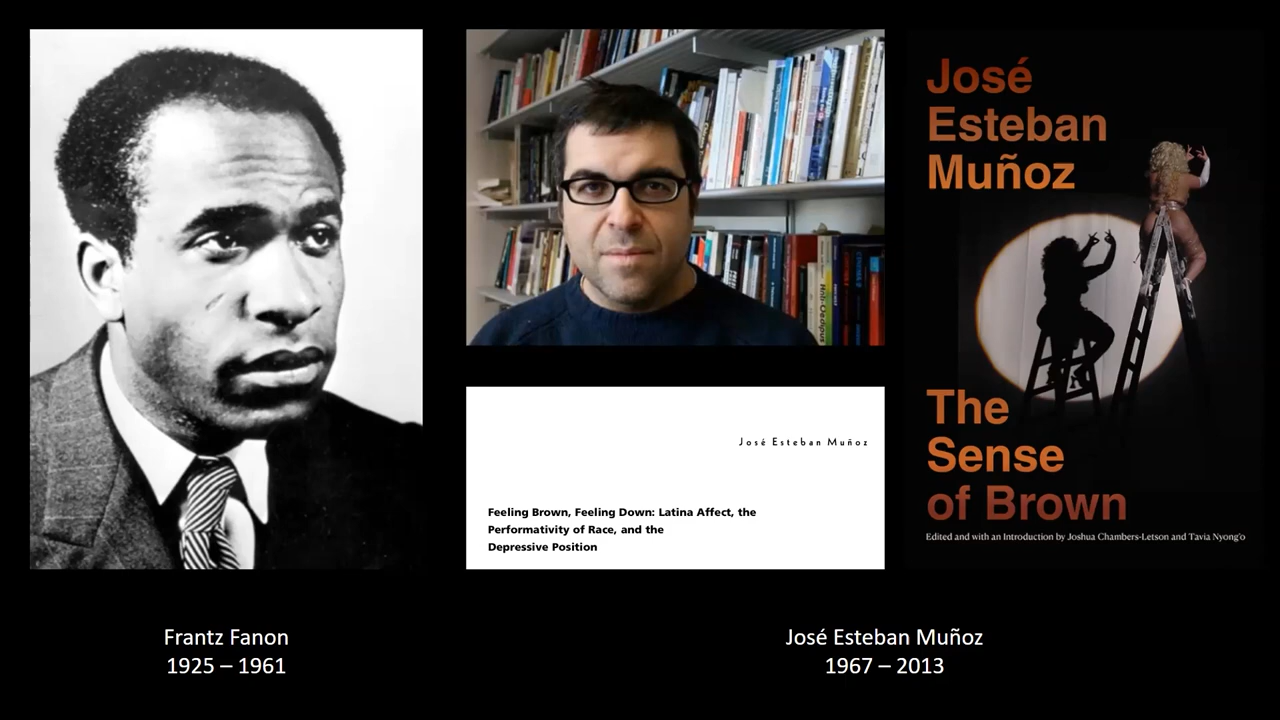 José
Esteban
Muñoz
The
Sense
of Brown
Edited and with an Introduction by Joshua Chambers-Letson and Tavia Nyong'o
José Esteban Muñoz
Feeling Brown, Feeling Down: Latina Affect, the
Performativity of Race, and the
Depressive Position
Frantz Fanon
1925 – 1961
José Esteban Muñoz
1967 – 2013
Anti-Oedipus